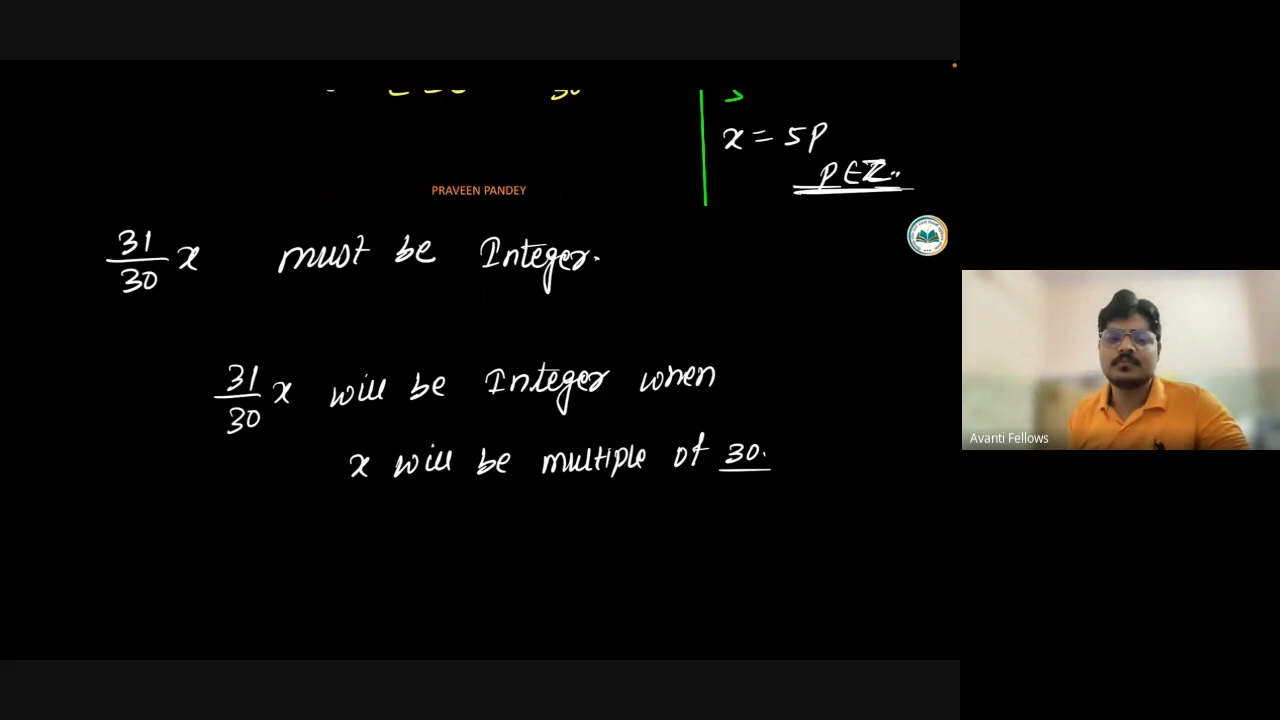 x = 5P
P ∈ Z..
PRAVEEN PANDEY
31/30 x must be Integer.
31/30 x will be Integer when
x will be multiple of 30.
Avanti Fellows